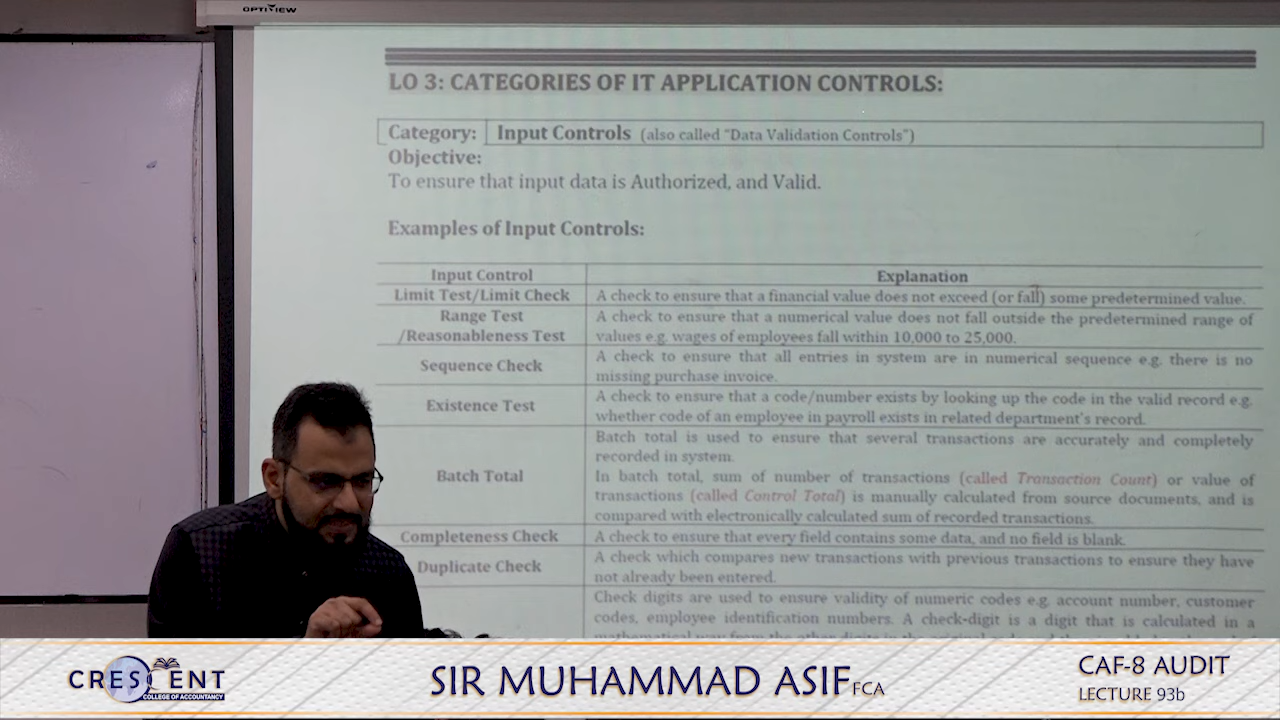 OPTIVIEW
LO 3: CATEGORIES OF IT APPLICATION CONTROLS:
Category: Input Controls (also called "Data Validation Controls")
Objective:
To ensure that input data is Authorized, and Valid.
Examples of Input Controls:
Input Control Explanation
Limit Test/Limit Check A check to ensure that a financial value does not exceed (or fall) some predetermined value.
Range Test
/Reasonableness Test
A check to ensure that a numerical value does not fall outside the predetermined range of
values e.g. wages of employees fall within 10,000 to 25,000.
Sequence Check
A check to ensure that all entries in system are in numerical sequence e.g. there is no
missing purchase invoice.
Existence Test
A check to ensure that a code/number exists by looking up the code in the valid record e.g.
whether code of an employee in payroll exists in related department's record.
Batch Total
Batch total is used to ensure that several transactions are accurately and completely
recorded in system.
In batch total, sum of number of transactions (called Transaction Count) or value of
transactions (called Control Total) is manually calculated from source documents, and is
compared with electronically calculated sum of recorded transactions.
Completeness Check A check to ensure that every field contains some data, and no field is blank.
Duplicate Check
A check which compares new transactions with previous transactions to ensure they have
not already been entered.
Check digits are used to ensure validity of numeric codes e.g. account number, customer
codes, employee identification numbers. A check-digit is a digit that is calculated in a
CRESCENT
COLLEGE OF ACCOUNTANCY
SIR MUHAMMAD ASIF FCA
CAF-8 AUDIT
LECTURE 93b